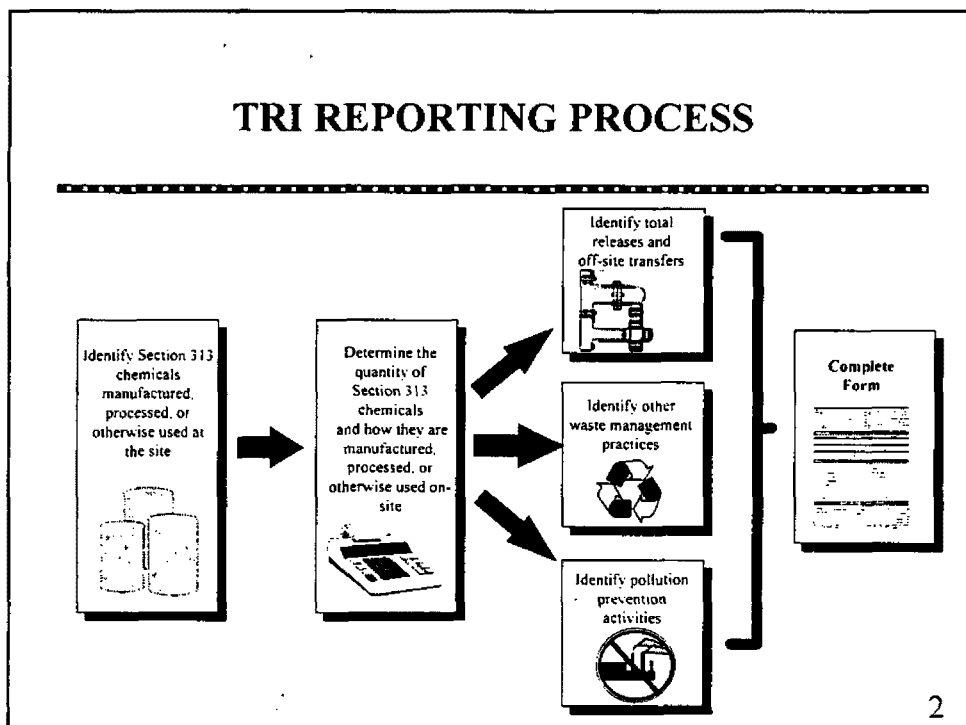 TRI REPORTING PROCESS
Identify Section 313
chemicals
manufactured,
processed, or
otherwise used at
the site
Determine the
quantity of
Section 313
chemicals
and how they are
manufactured,
processed, or
otherwise used on-
site
Identify total
releases and
off-site transfers
Identify other
waste management
practices
Identify pollution
prevention
activities
Complete
Form
2